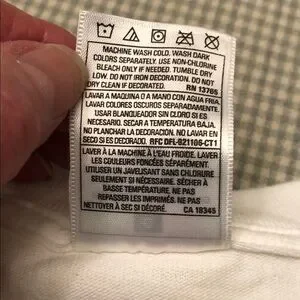 MACHINE WASH COLD, WASH DARK
COLORS SEPARATELY. USE NON-CHLORINE
BLEACH ONLY IF NEEDED. TUMBLE DRY
LOW. DO NOT IRON DECORATION. DO NOT
DRY CLEAN IF DECORATED. RN 13765
LAVAR A MAQUINA O A MANO CON AGUA FRIA.
LAVAR COLORES OSCUROS SEPARADAMENTE.
USAR BLANQUEADOR SIN CLORO SI ES
NECESARIO. SECAR A TEMPERATURA BAJA.
NO PLANCHAR LA DECORACION. NO LAVAR EN
SECO SI ES DECORADO. RFC DFL-921106-CT1
LAVER À LA MACHINE À L'EAU FROIDE. LAVER
LES COULEURS FONCÉES SÉPARÉMENT.
UTILISER UN JAVELISANT SANS CHLORURE
SEULEMENT SI NÉCESSAIRE. SÉCHER À
BASSE TEMPÉRATURE. NE PAS
REPASSER LES IMPRIMÉS. NE PAS
NETTOYER À SEC SI DÉCORÉ. CA 18345